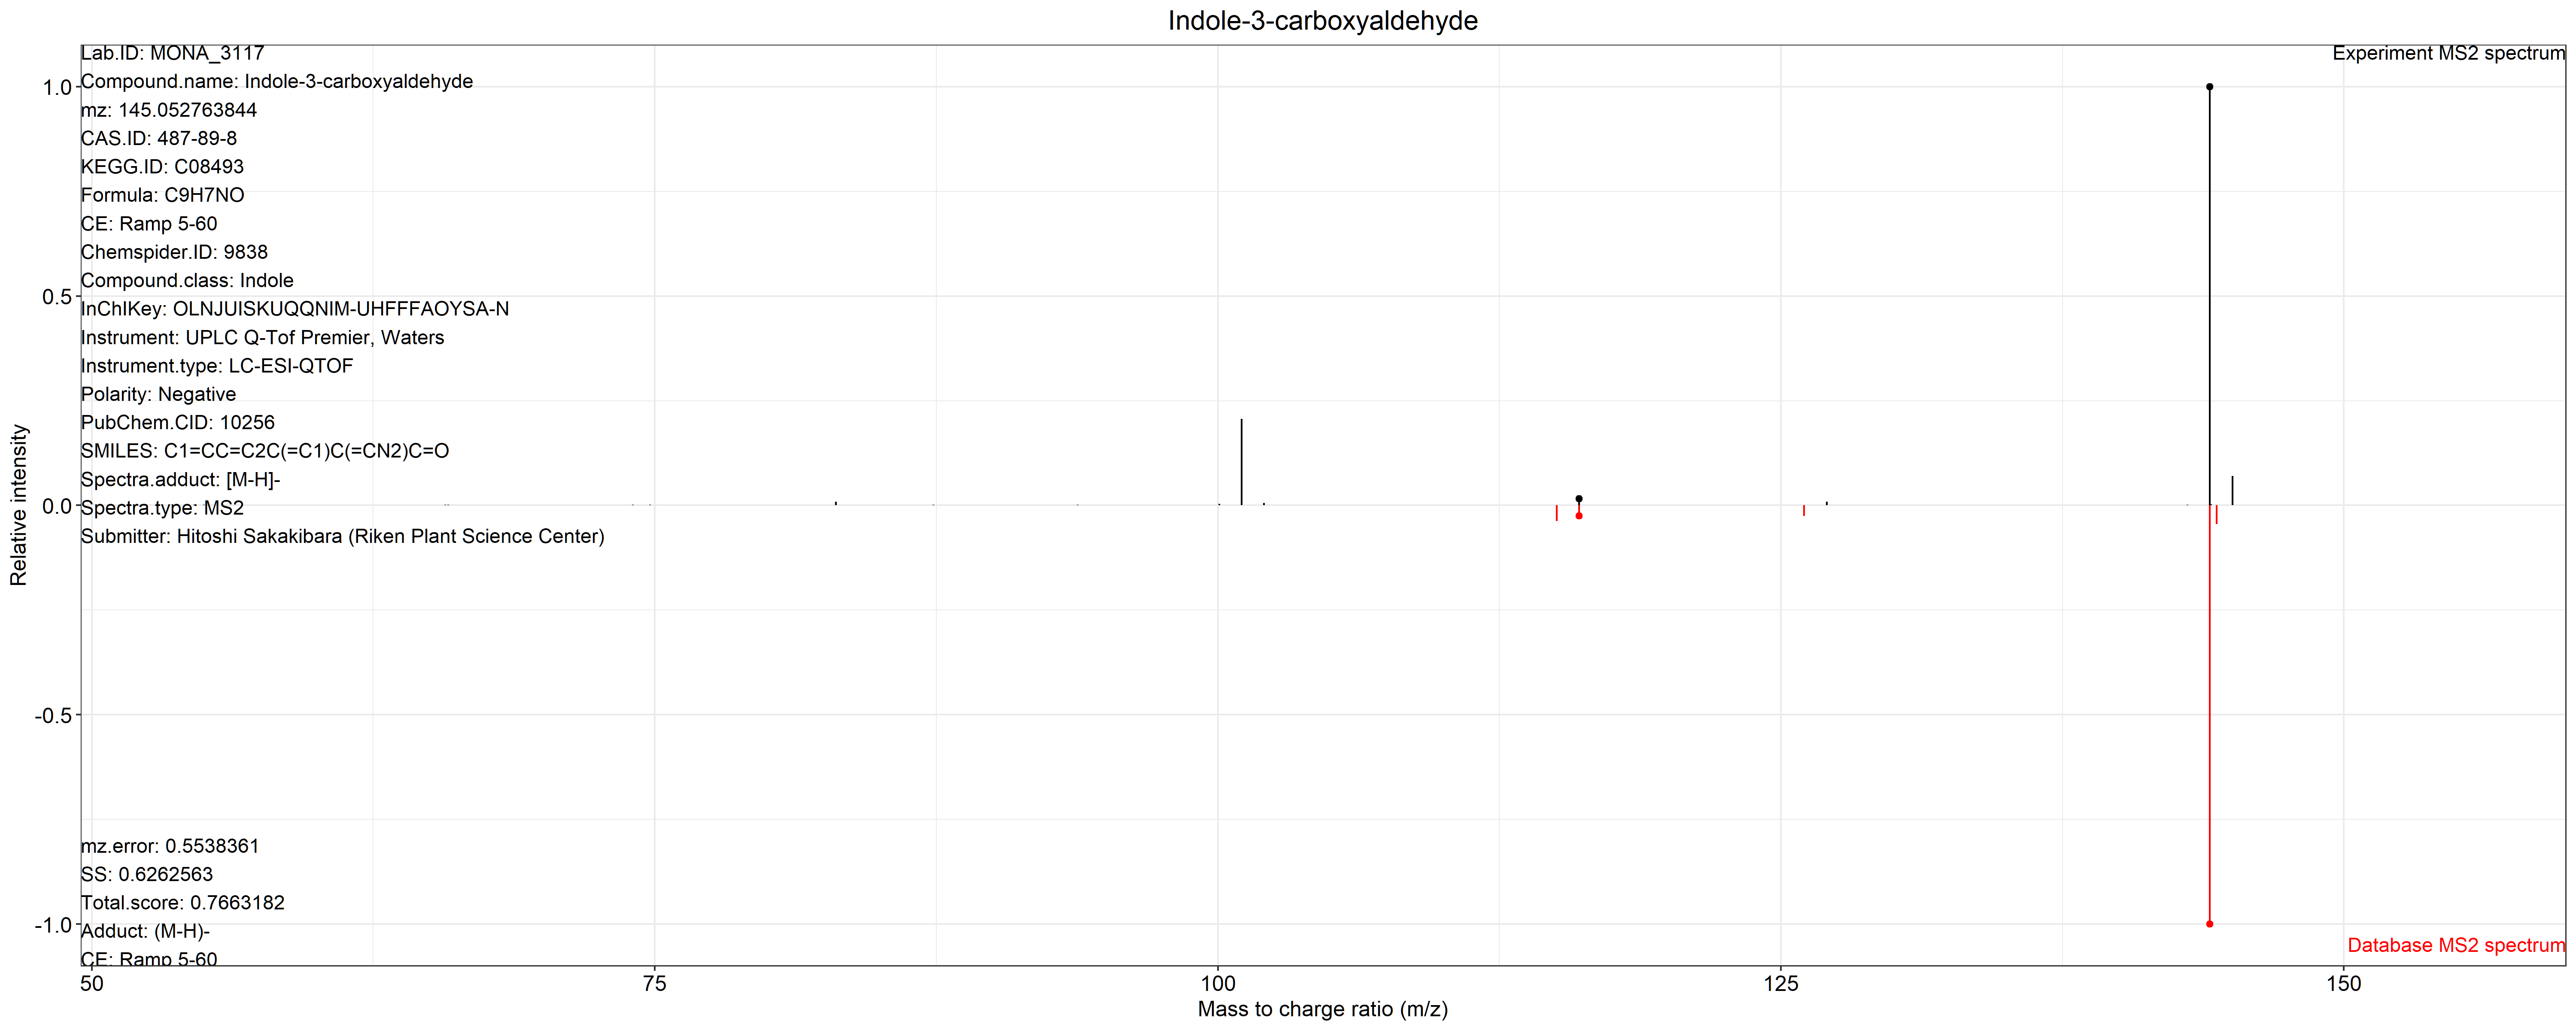 Indole-3-carboxyaldehyde
Lab.ID: MONA_3117
Experiment MS2 spectrum
Compound.name: Indole-3-carboxyaldehyde
1.0
mz: 145.052763844
CAS.ID: 487-89-8
KEGG.ID: C08493
Formula: C9H7NO
CE: Ramp 5-60
Chemspider.ID: 9838
Compound.class: Indole
0.5
InChIKey: OLNJUISKUQQNIM-UHFFFAOYSA-N
Instrument: UPLC Q-Tof Premier, Waters
Instrument.type: LC-ESI-QTOF
Polarity: Negative
PubChem.CID: 10256
SMILES: C1=CC=C2C(=C1)C(=CN2)C=O
Spectra.adduct: [M-H]-
0.0
Spectra.type: MS2
Submitter: Hitoshi Sakakibara (Riken Plant Science Center)
Relative intensity
-0.5
mz.error: 0.5538361
SS: 0.6262563
Total.score: 0.7663182
-1.0
Adduct: (M-H)-
Database MS2 spectrum
CE: Ramp 5-60
50
75
100
125
150
Mass to charge ratio (m/z)